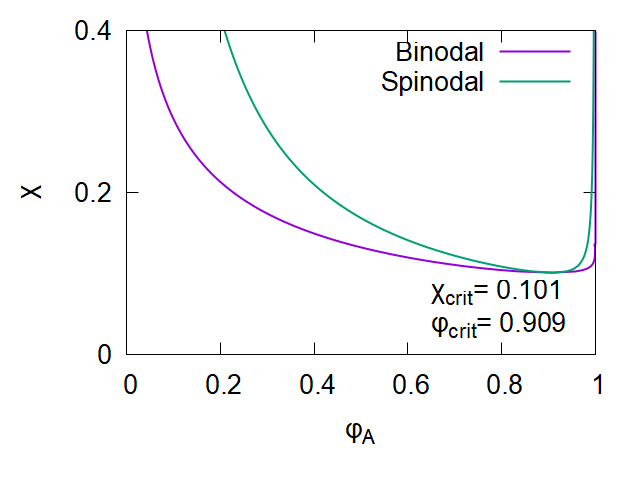 0.4
Binodal
Spinodal
χ
0.2
χcrit= 0.101
φcrit= 0.909
0
0 0.2 0.4 0.6 0.8 1
φA